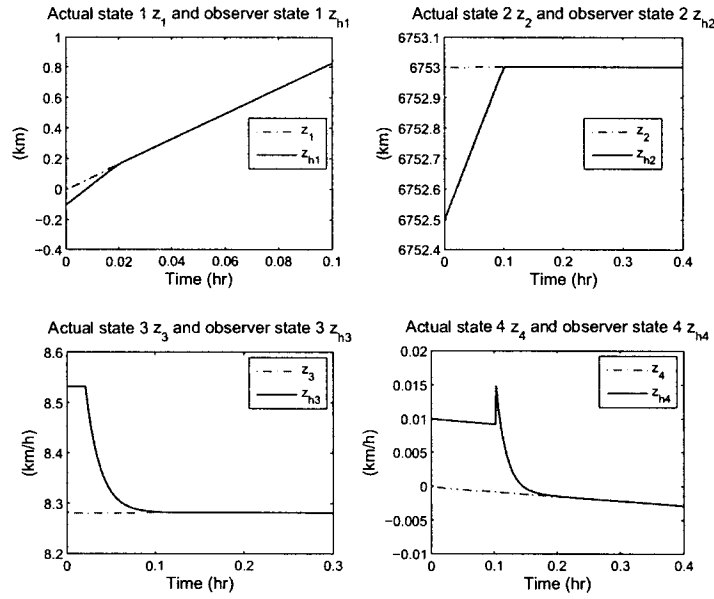 Actual state 1 z1 and observer state 1 zh1
1
0.8
0.6
0.4
0.2
0
−0.2
−0.4
(km)
z1
zh1
0
0.02
0.04
0.06
0.08
0.1
Time (hr)
Actual state 2 z2 and observer state 2 zh2
6753.1
6753
6752.9
6752.8
6752.7
6752.6
6752.5
6752.4
(km)
z2
zh2
0
0.1
0.2
0.3
0.4
Time (hr)
Actual state 3 z3 and observer state 3 zh3
8.6
8.5
8.4
8.3
8.2
(km/h)
z3
zh3
0
0.1
0.2
0.3
0.4
Time (hr)
Actual state 4 z4 and observer state 4 zh4
0.02
0.015
0.01
0.005
0
−0.005
−0.01
(km/h)
z4
zh4
0
0.1
0.2
0.3
0.4
Time (hr)